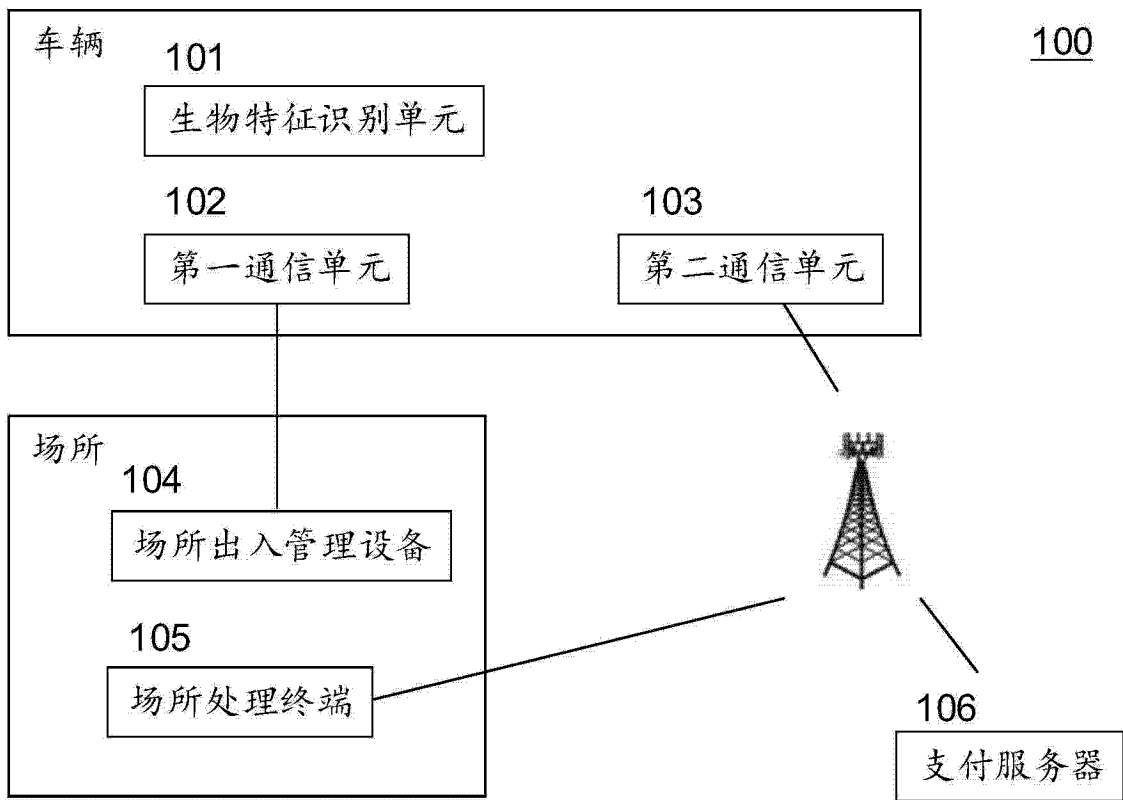 车辆
100
101
生物特征识别单元
102
103
第一通信单元
第二通信单元
场所
104
场所出入管理设备
105
场所处理终端
106
支付服务器